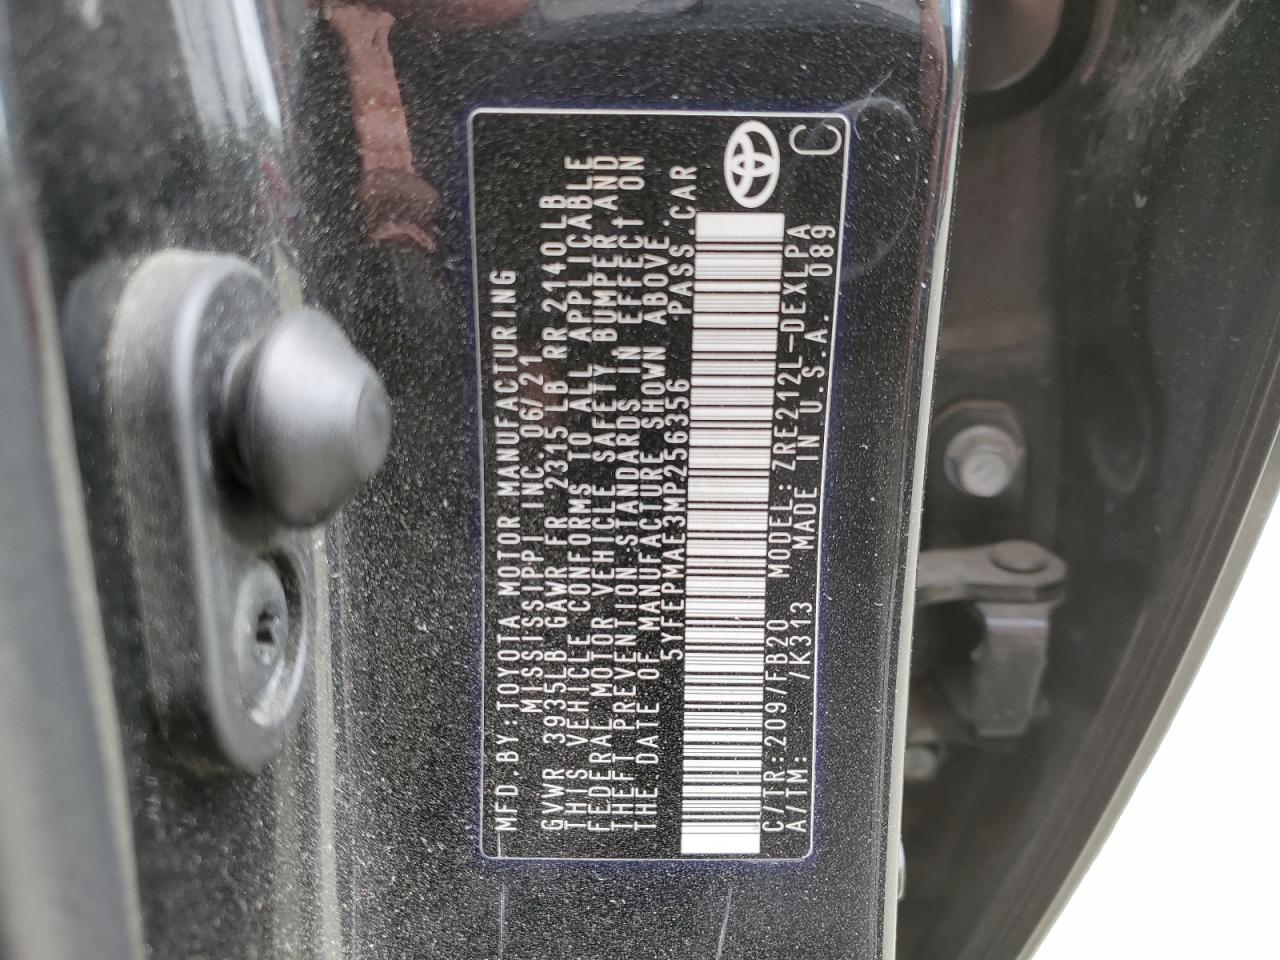 MFD.BY:TOYOTA MOTOR MANUFACTURING
MISSISSIPPI INC. 06/21
GVWR 3935LB GAWR FR 2315 LB RR 2140LB
THIS VEHICLE CONFORMS TO ALL APPLICABLE
FEDERAL MOTOR VEHICLE SAFETY BUMPER AND
THEFT PREVENTION STANDARDS IN EFFECT ON
THE DATE OF MANUFACTURE SHOWN ABOVE.
5YFEPMAE3MP256356 PASS.CAR
C/TR:209/FB20 MODEL:ZRE212L-DEXLPA
A/TM: /K313 MADE IN U.S.A. 089
C